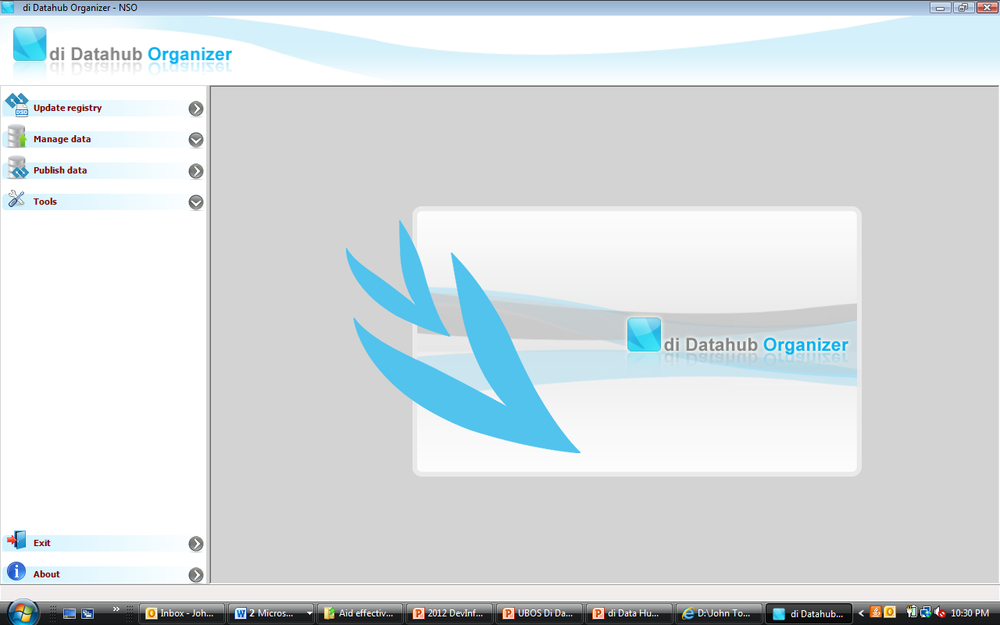 di Datahub Organizer - NSO
di Datahub Organizer
Update registry
DSD
Manage data
Publish data
Tools
di Datahub Organizer
Exit
About
Inbox - Joh...
2 Micros...
Aid effectiv...
2012 DevInf...
UBOS Di Da...
di Data Hu...
D:\John To...
di Datahub...
10:30 PM